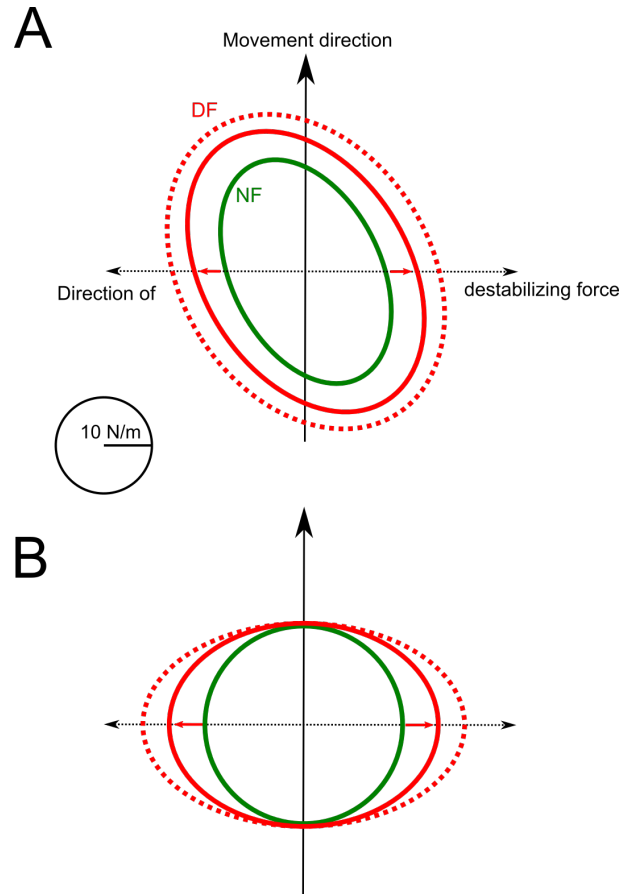 A
Movement direction
DF
NF
Direction of
destabilizing force
10 N/m
B